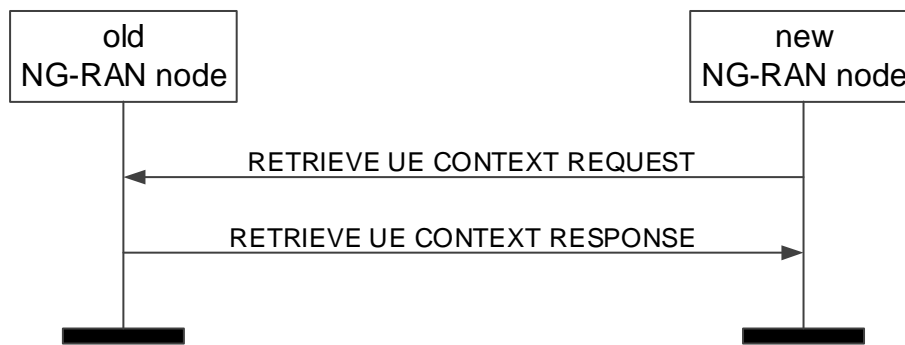 old
NG-RAN node
new
NG-RAN node
RETRIEVE UE CONTEXT REQUEST
RETRIEVE UE CONTEXT RESPONSE